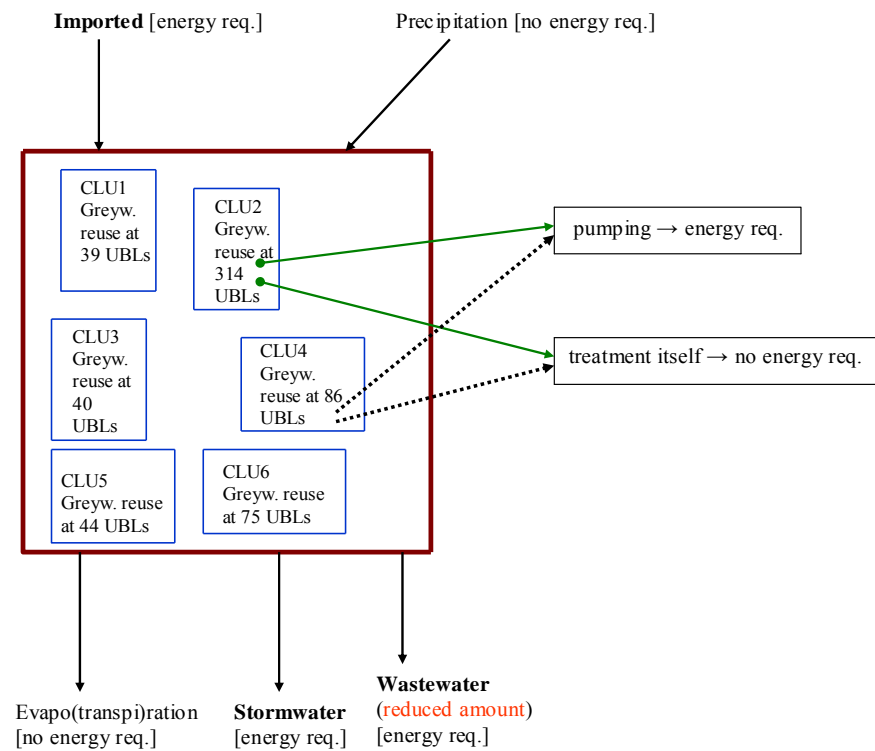 Imported [energy req.]
Precipitation [no energy req.]
CLU1
Greyw.
reuse at
39 UBLs
CLU2
Greyw.
reuse at
314
UBLs
pumping → energy req.
CLU3
Greyw.
reuse at
40
UBLs
CLU4
Greyw.
reuse at 86
UBLs
treatment itself → no energy req.
CLU5
Greyw. reuse
at 44 UBLs
CLU6
Greyw. reuse
at 75 UBLs
Evapo(transpi)ration
[no energy req.]
Stormwater
[energy req.]
Wastewater
(reduced amount)
[energy req.]